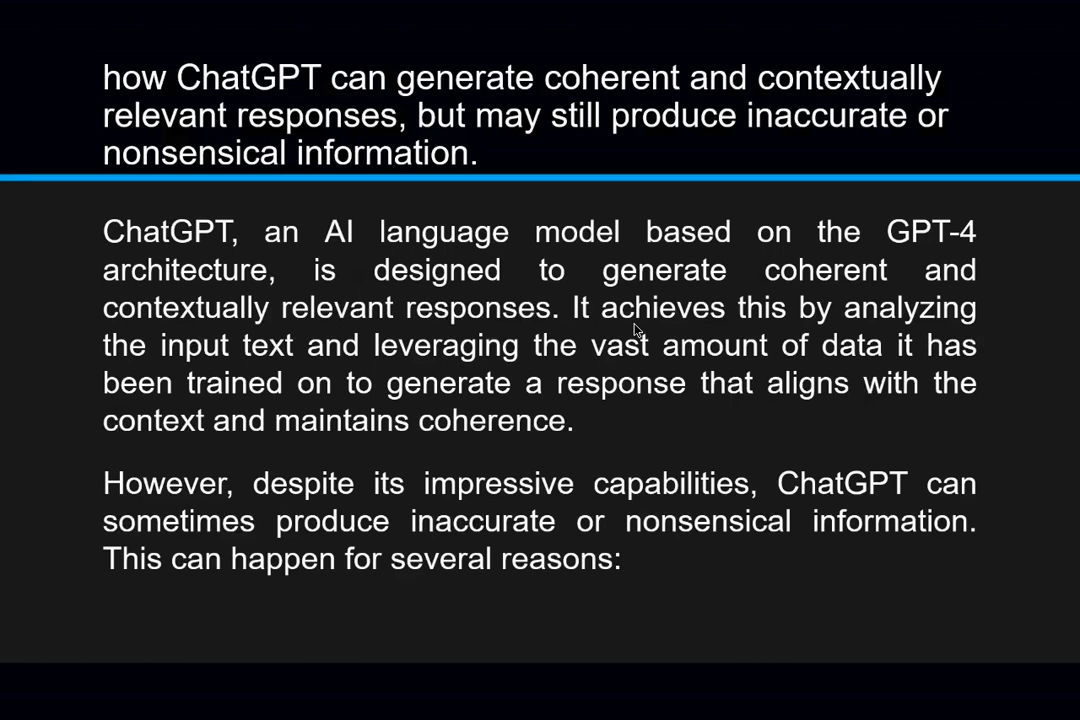 how ChatGPT can generate coherent and contextually
relevant responses, but may still produce inaccurate or
nonsensical information.
ChatGPT, an AI language model based on the GPT-4
architecture, is designed to generate coherent and
contextually relevant responses. It achieves this by analyzing
the input text and leveraging the vast amount of data it has
been trained on to generate a response that aligns with the
context and maintains coherence.
However, despite its impressive capabilities, ChatGPT can
sometimes produce inaccurate or nonsensical information.
This can happen for several reasons: